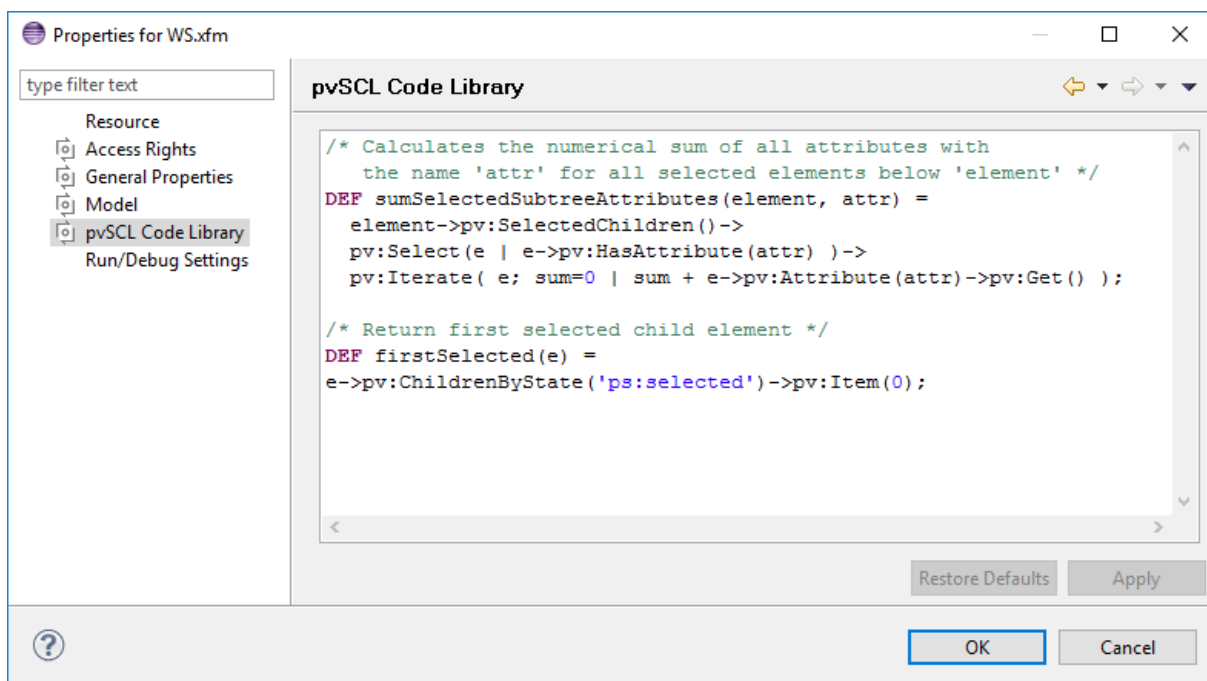 Properties for WS.xfm
type filter text
Resource
Access Rights
General Properties
Model
pvSCL Code Library
Run/Debug Settings
pvSCL Code Library
/* Calculates the numerical sum of all attributes with
   the name 'attr' for all selected elements below 'element' */
DEF sumSelectedSubtreeAttributes(element, attr) =
  element->pv:SelectedChildren()->
  pv:Select(e | e->pv:HasAttribute(attr) )->
  pv:Iterate( e; sum=0 | sum + e->pv:Attribute(attr)->pv:Get() );
/* Return first selected child element */
DEF firstSelected(e) =
e->pv:ChildrenByState('ps:selected')->pv:Item(0);
Restore Defaults
Apply
?
OK
Cancel